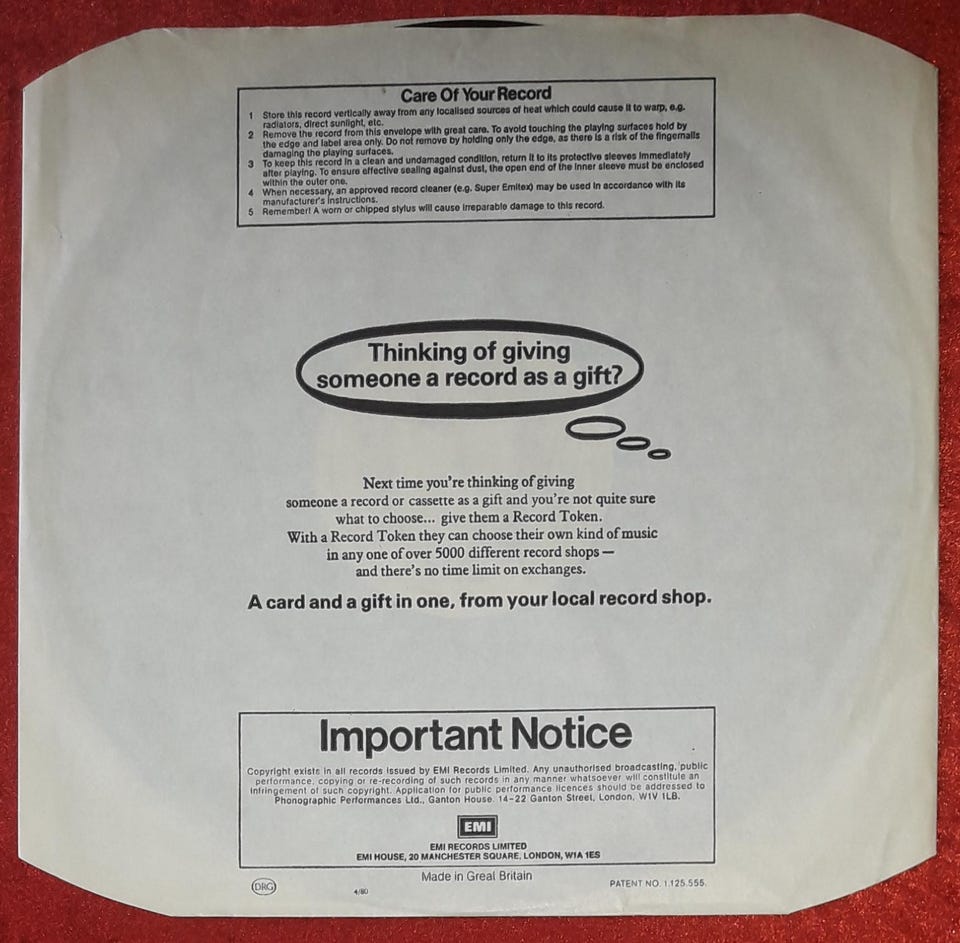 Care Of Your Record
1 Store this record vertically away from any localised sources of heat which could cause it to warp, e.g.
radiators, direct sunlight, etc.
2 Remove the record from this envelope with great care. To avoid touching the playing surfaces hold by
the edge and label area only. Do not remove by holding only the edge, as there is a risk of the fingernails
damaging the playing surfaces.
3 To keep this record in a clean and undamaged condition, return it to its protective sleeves immediately
after playing. To ensure effective sealing against dust, the open end of the inner sleeve must be enclosed
within the outer one.
4 When necessary, an approved record cleaner (e.g. Super Emitex) may be used in accordance with its
manufacturer's instructions.
5 Remember! A worn or chipped stylus will cause irreparable damage to this record.
Thinking of giving
someone a record as a gift?
Next time you're thinking of giving
someone a record or cassette as a gift and you're not quite sure
what to choose... give them a Record Token.
With a Record Token they can choose their own kind of music
in any one of over 5000 different record shops —
and there's no time limit on exchanges.
A card and a gift in one, from your local record shop.
Important Notice
Copyright exists in all records issued by EMI Records Limited. Any unauthorised broadcasting, public
performance, copying or re-recording of such records in any manner whatsoever will constitute an
infringement of such copyright. Application for public performance licences should be addressed to
Phonographic Performances Ltd., Ganton House. 14-22 Ganton Street, London, W1V 1LB.
EMI
EMI RECORDS LIMITED
EMI HOUSE, 20 MANCHESTER SQUARE, LONDON, W1A 1ES
Made in Great Britain
DRG 4/80 PATENT NO. 1.125.555.